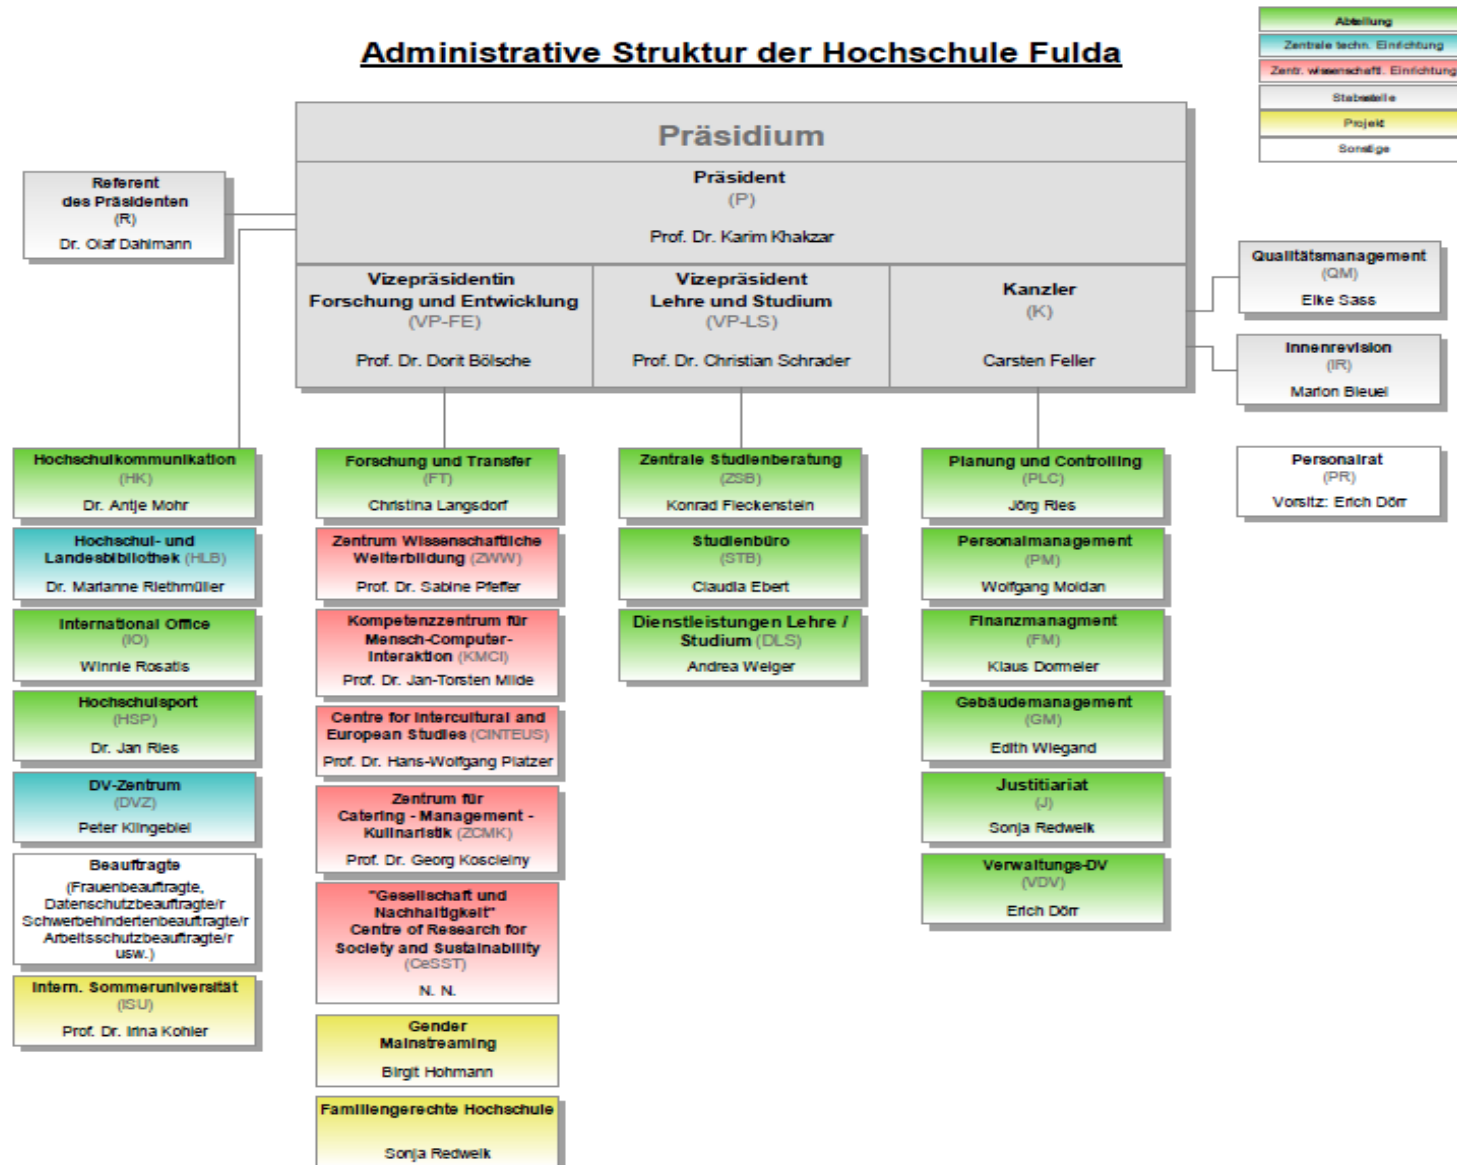 Administrative Struktur der Hochschule Fulda
Abteilung
Zentrale techn. Einrichtung
Zentr. wissenschaftl. Einrichtung
Stabsstelle
Projekt
Sonstige
Präsidium
Präsident
(P)
Prof. Dr. Karim Khakzar
Referent
des Präsidenten
(R)
Dr. Olaf Dahlmann
Vizepräsidentin
Forschung und Entwicklung
(VP-FE)
Prof. Dr. Dorit Bölsche
Vizepräsident
Lehre und Studium
(VP-LS)
Prof. Dr. Christian Schrader
Kanzler
(K)
Carsten Feller
Qualitätsmanagement
(QM)
Elke Sass
Innenrevision
(IR)
Marion Bleuel
Personalrat
(PR)
Vorsitz: Erich Dörr
Hochschulkommunikation
(HK)
Dr. Antje Mohr
Hochschul- und
Landesbibliothek (HLB)
Dr. Marianne Riethmüller
International Office
(IO)
Winnie Rosatis
Hochschulsport
(HSP)
Dr. Jan Ries
DV-Zentrum
(DVZ)
Peter Klingebiel
Beauftragte
(Frauenbeauftragte,
Datenschutzbeauftragte/r
Schwerbehindertenbeauftragte/r
Arbeitsschutzbeauftragte/r
usw.)
Intern. Sommeruniversität
(ISU)
Prof. Dr. Irina Kohler
Forschung und Transfer
(FT)
Christina Langsdorf
Zentrum Wissenschaftliche
Weiterbildung (ZWW)
Prof. Dr. Sabine Pfeffer
Kompetenzzentrum für
Mensch-Computer-
Interaktion (KMCI)
Prof. Dr. Jan-Torsten Milde
Centre for Intercultural and
European Studies (CINTEUS)
Prof. Dr. Hans-Wolfgang Platzer
Zentrum für
Catering - Management -
Kulinaristik (ZCMK)
Prof. Dr. Georg Koscielny
"Gesellschaft und
Nachhaltigkeit"
Centre of Research for
Society and Sustainability
(CeSST)
N. N.
Gender
Mainstreaming
Birgit Hohmann
Familiengerechte Hochschule
Sonja Redweik
Zentrale Studienberatung
(ZSB)
Konrad Fleckenstein
Studienbüro
(STB)
Claudia Ebert
Dienstleistungen Lehre /
Studium (DLS)
Andrea Weiger
Planung und Controlling
(PLC)
Jörg Ries
Personalmanagement
(PM)
Wolfgang Moldan
Finanzmanagment
(FM)
Klaus Dormeier
Gebäudemanagement
(GM)
Edith Wiegand
Justitiariat
(J)
Sonja Redweik
Verwaltungs-DV
(VDV)
Erich Dörr